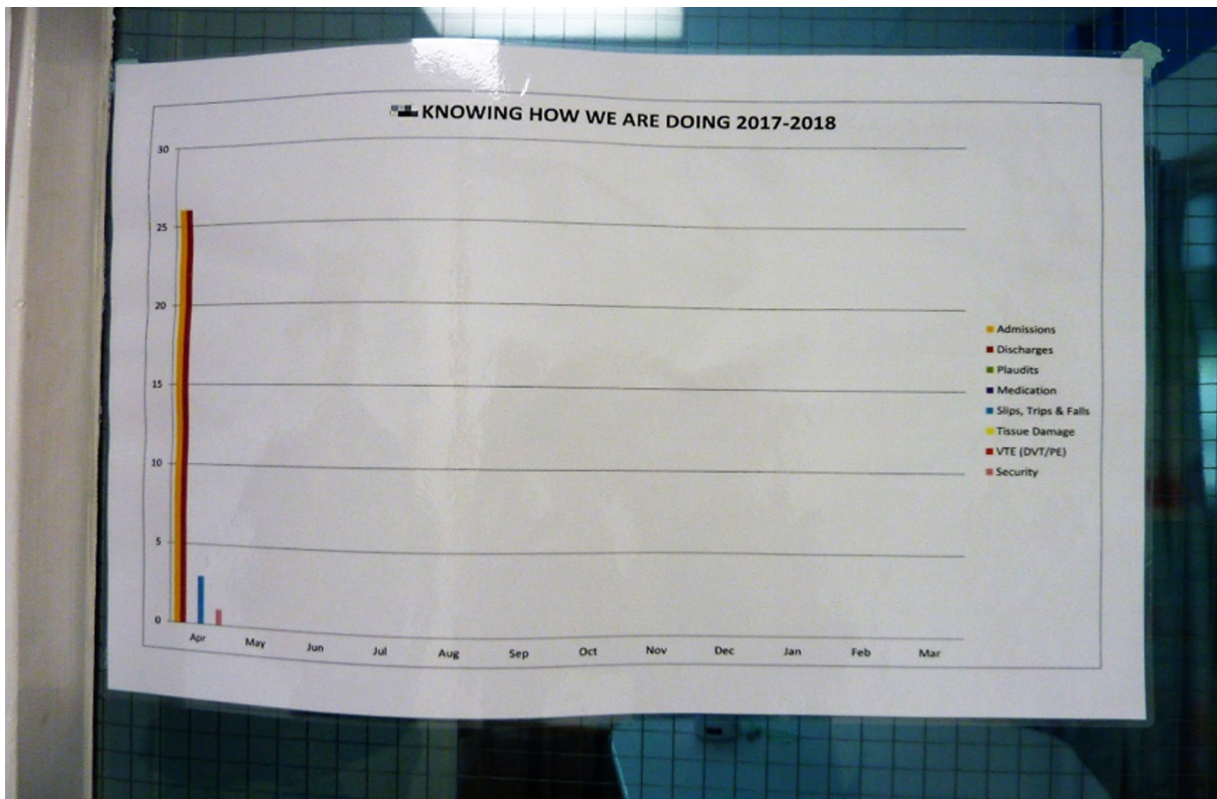 KNOWING HOW WE ARE DOING 2017-2018
30
25
20
15
10
5
0
Apr May Jun Jul Aug Sep Oct Nov Dec Jan Feb Mar
Admissions
Discharges
Plaudits
Medication
Slips, Trips & Falls
Tissue Damage
VTE (DVT/PE)
Security